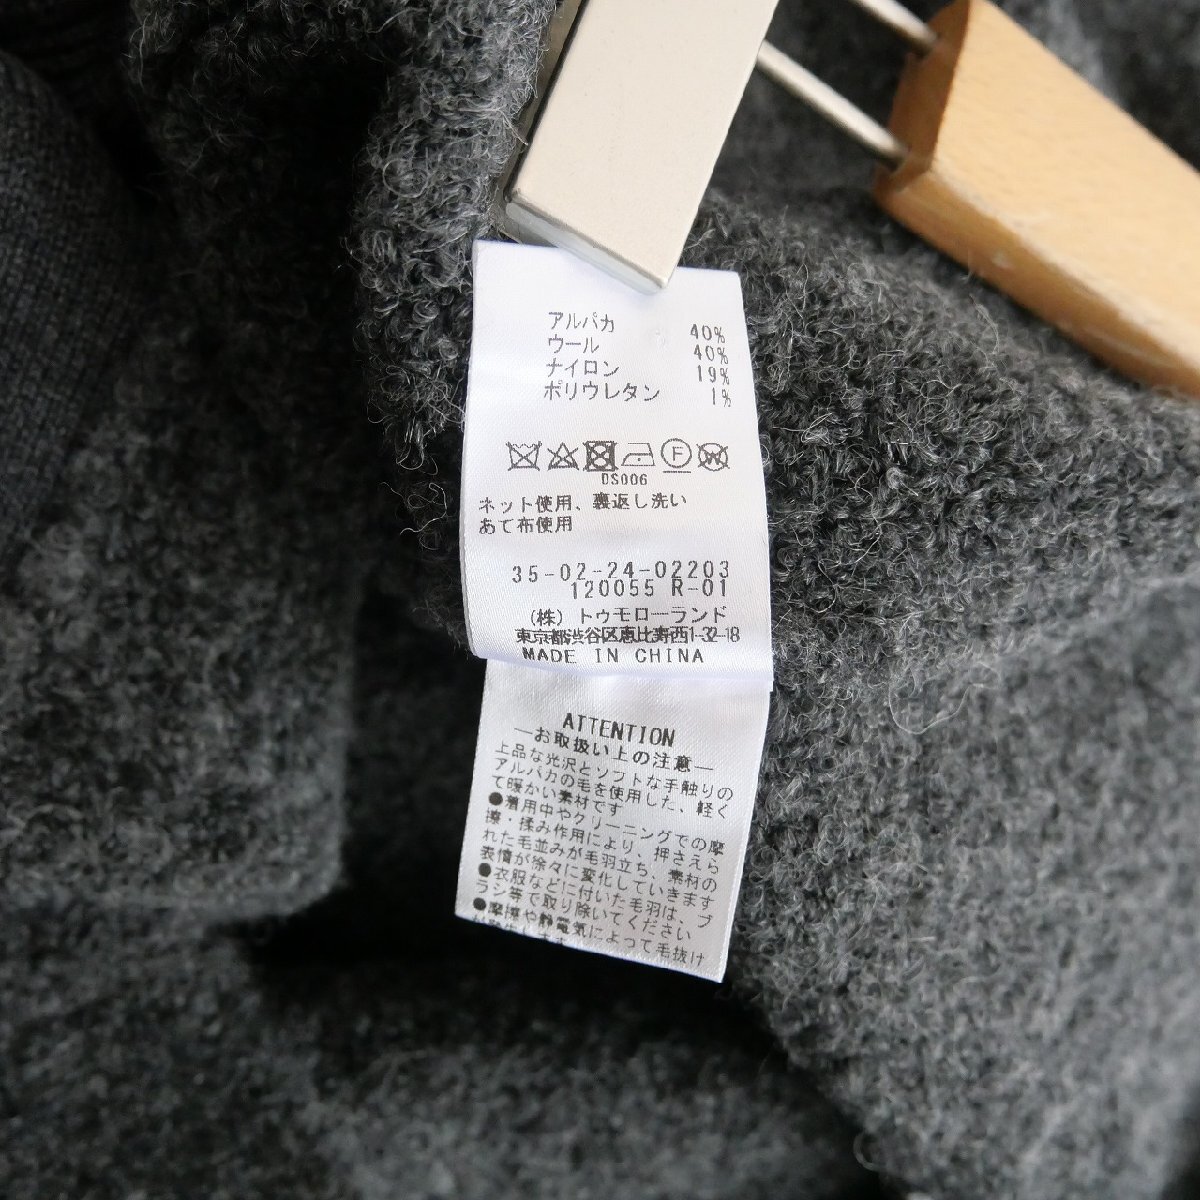 アルパカ 40%
ウール 40%
ナイロン 19%
ポリウレタン 1%
F W
DS006
ネット使用、裏返し洗い
あて布使用
35-02-24-02203
120055 R-01
（株）トゥモローランド
東京都渋谷区恵比寿西1-32-18
MADE IN CHINA
ATTENTION
―お取扱い上の注意―
上品な光沢とソフトな手触りの
アルパカの毛を使用した、軽く
て暖かい素材です
●着用中やクリーニングでの摩
擦・揉み作用により、押さえら
れた毛並みが毛羽立ち、素材の
表情が徐々に変化していきます
●衣服などに付いた毛羽は、ブ
ラシ等で取り除いてください
●摩擦や静電気によって毛抜け